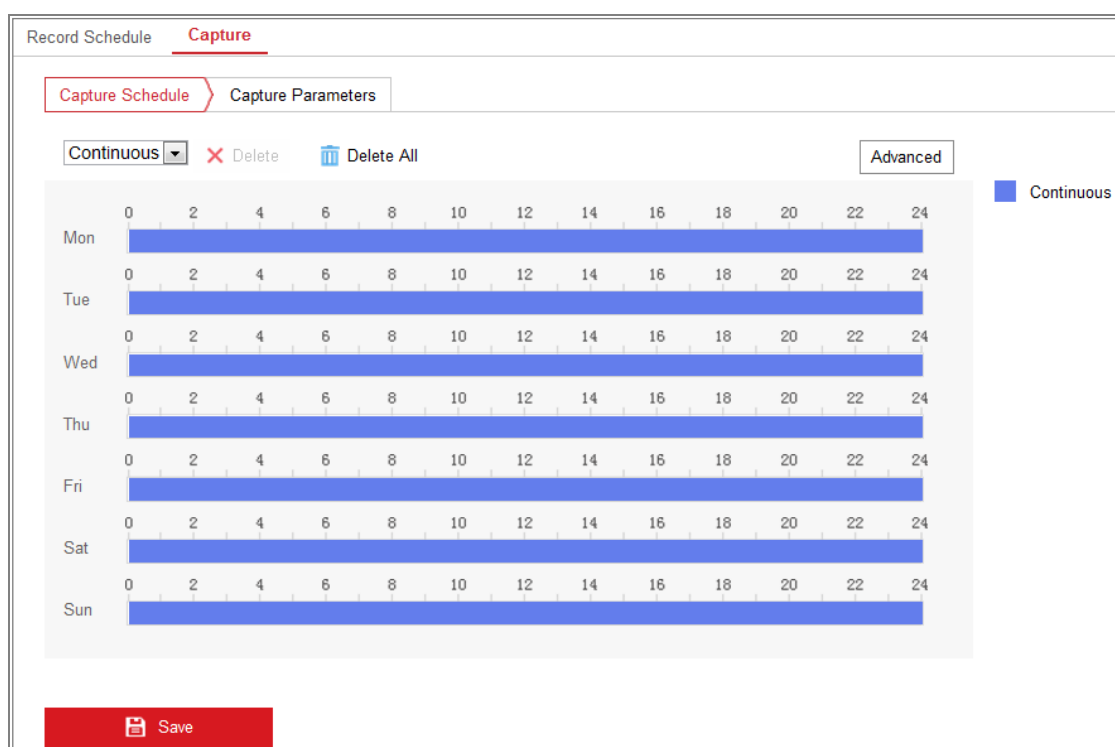 Record Schedule Capture
Capture Schedule Capture Parameters
Continuous Delete Delete All Advanced
Continuous
0 2 4 6 8 10 12 14 16 18 20 22 24
Mon
0 2 4 6 8 10 12 14 16 18 20 22 24
Tue
0 2 4 6 8 10 12 14 16 18 20 22 24
Wed
0 2 4 6 8 10 12 14 16 18 20 22 24
Thu
0 2 4 6 8 10 12 14 16 18 20 22 24
Fri
0 2 4 6 8 10 12 14 16 18 20 22 24
Sat
0 2 4 6 8 10 12 14 16 18 20 22 24
Sun
Save